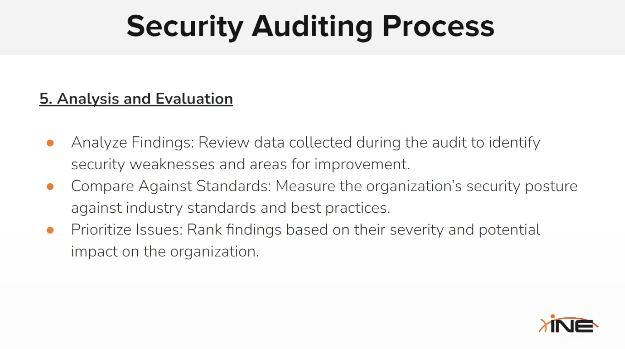 Security Auditing Process
5. Analysis and Evaluation
● Analyze Findings: Review data collected during the audit to identify
security weaknesses and areas for improvement.
● Compare Against Standards: Measure the organization's security posture
against industry standards and best practices.
● Prioritize Issues: Rank findings based on their severity and potential
impact on the organization.
INE